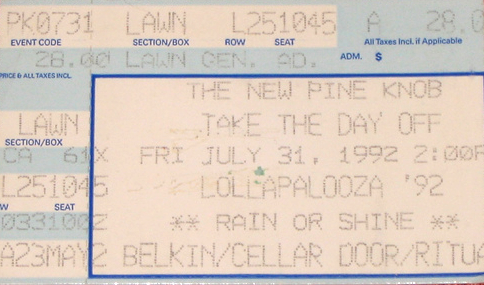 PK0731 LAWN L251045 A 28.0
EVENT CODE SECTION/BOX ROW SEAT All Taxes Incl. if Applicable
28.00 LAWN GEN. AD. ADM. $
PRICE & ALL TAXES INCL.
THE NEW PINE KNOB
LAWN TAKE THE DAY OFF
SECTION/BOX
CA 61X FRI JULY 31, 1992 2:00P
L251045 LOLLAPALOOZA '92
W SEAT
0331002 ** RAIN OR SHINE **
A23MAY2 BELKIN/CELLAR DOOR/RITUA